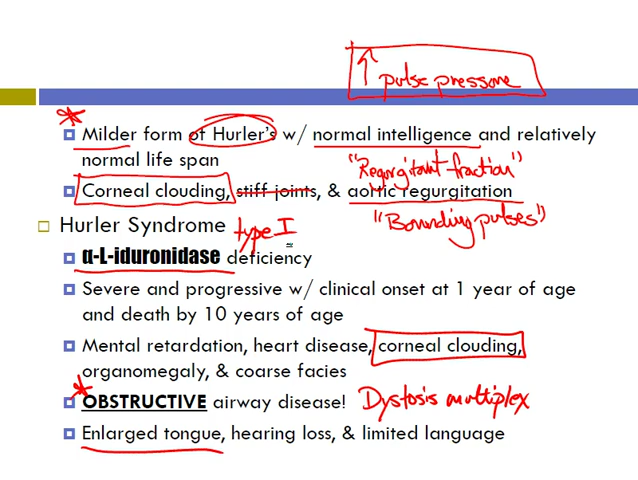 ↑ pulse pressure
* Milder form of Hurler's w/ normal intelligence and relatively
normal life span
"Regurgitant fraction"
Corneal clouding, stiff joints, & aortic regurgitation
"Bounding pulses"
Hurler Syndrome type I
α-L-iduronidase deficiency
Severe and progressive w/ clinical onset at 1 year of age
and death by 10 years of age
Mental retardation, heart disease, corneal clouding,
organomegaly, & coarse facies
* OBSTRUCTIVE airway disease! Dystosis multiplex
Enlarged tongue, hearing loss, & limited language